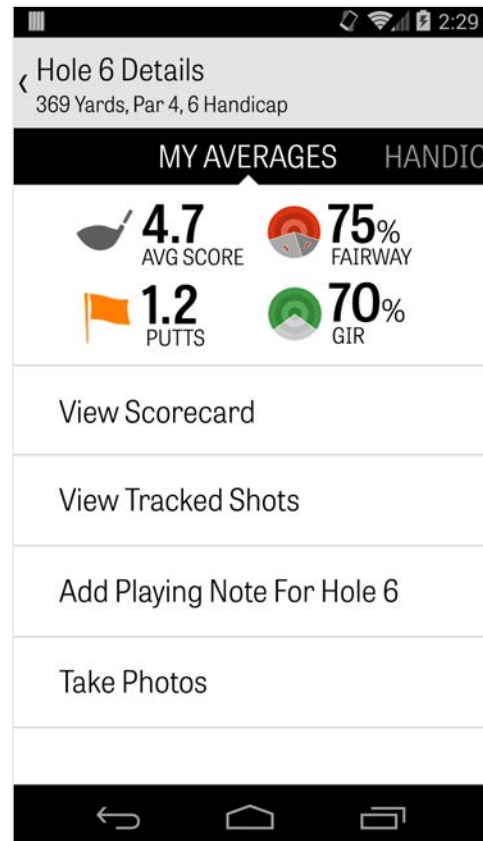 2:29
Hole 6 Details
369 Yards, Par 4, 6 Handicap
MY AVERAGES HANDIC
4.7 75%
AVG SCORE FAIRWAY
1.2 70%
PUTTS GIR
View Scorecard
View Tracked Shots
Add Playing Note For Hole 6
Take Photos